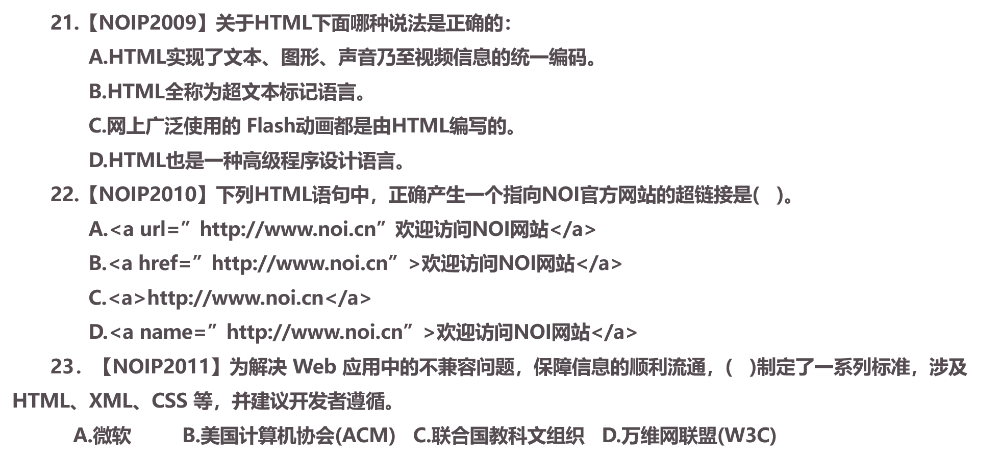 21.【NOIP2009】关于HTML下面哪种说法是正确的：
A.HTML实现了文本、图形、声音乃至视频信息的统一编码。
B.HTML全称为超文本标记语言。
C.网上广泛使用的 Flash动画都是由HTML编写的。
D.HTML也是一种高级程序设计语言。
22.【NOIP2010】下列HTML语句中，正确产生一个指向NOI官方网站的超链接是(   )。
A.<a url=”http://www.noi.cn”欢迎访问NOI网站</a>
B.<a href=”http://www.noi.cn”>欢迎访问NOI网站</a>
C.<a>http://www.noi.cn</a>
D.<a name=”http://www.noi.cn”>欢迎访问NOI网站</a>
23.【NOIP2011】为解决 Web 应用中的不兼容问题，保障信息的顺利流通，(   )制定了一系列标准，涉及
HTML、XML、CSS 等，并建议开发者遵循。
A.微软 B.美国计算机协会(ACM) C.联合国教科文组织 D.万维网联盟(W3C)